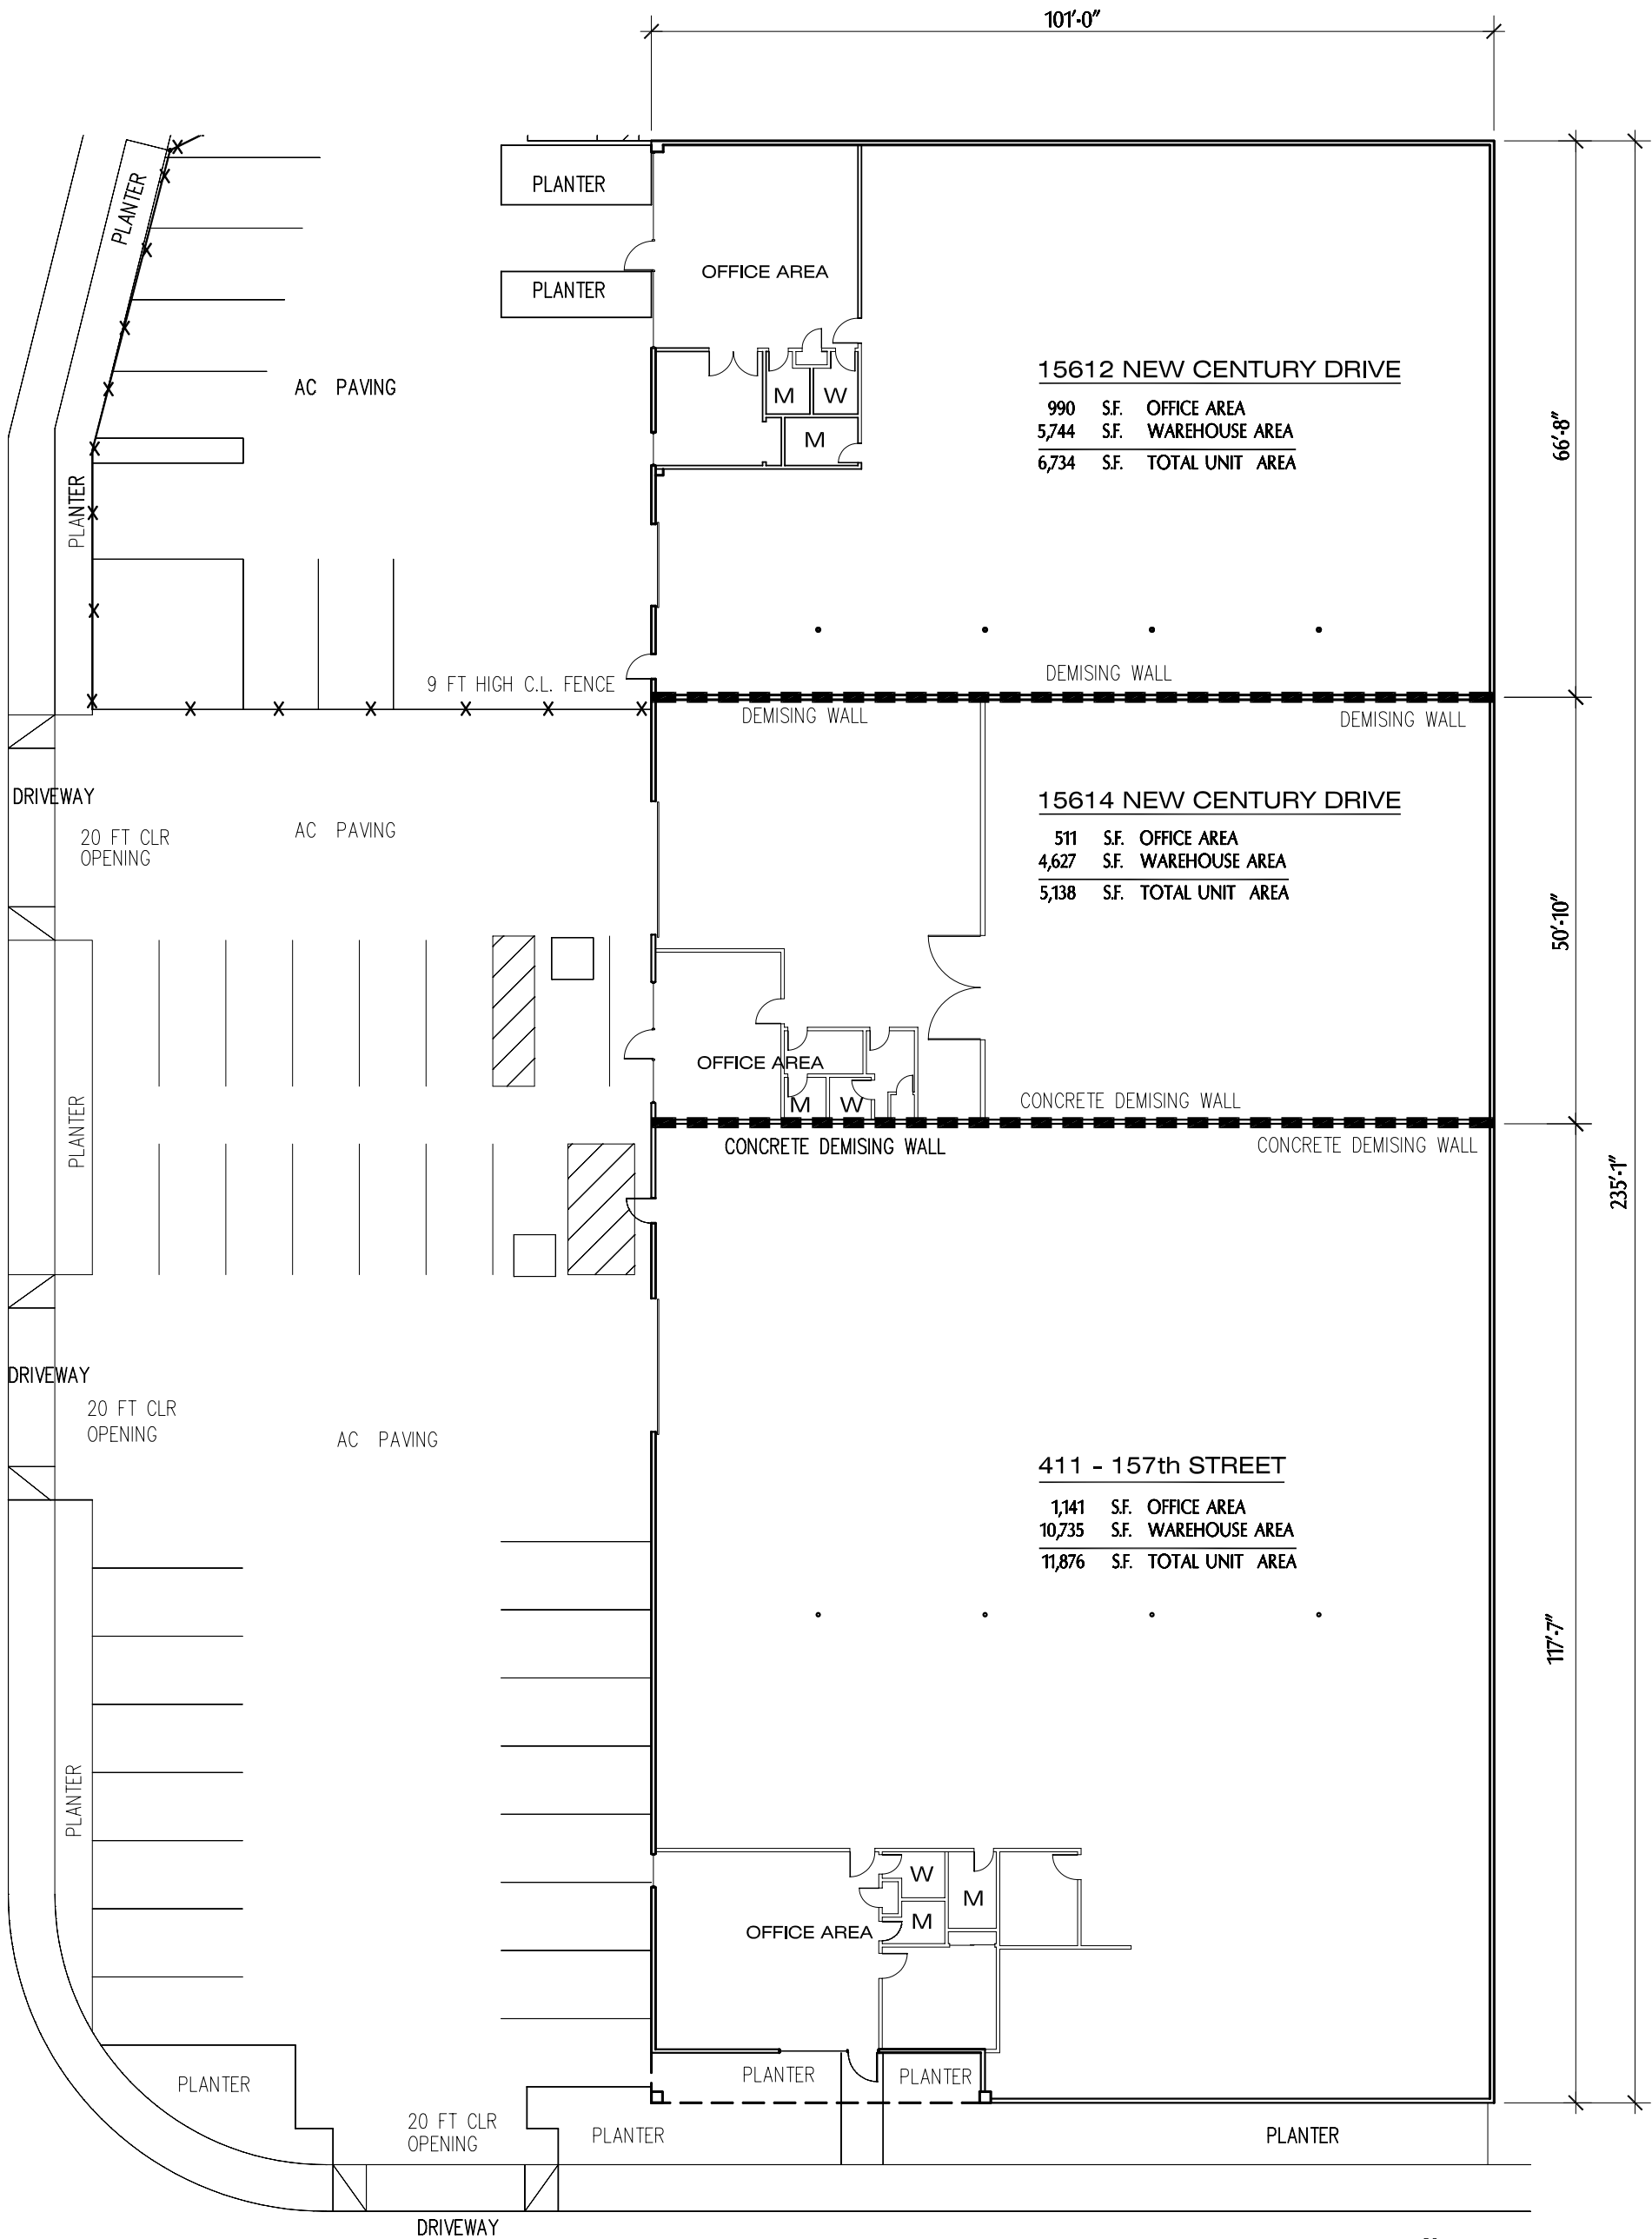 101'-0"
PLANTER
PLANTER
OFFICE AREA
PLANTER
AC PAVING
M
W
M
15612 NEW CENTURY DRIVE
990 S.F. OFFICE AREA
5,744 S.F. WAREHOUSE AREA
6,734 S.F. TOTAL UNIT AREA
66'-8"
PLANTER
9 FT HIGH C.L. FENCE
DEMISING WALL
DEMISING WALL
DEMISING WALL
DRIVEWAY
20 FT CLR
OPENING
AC PAVING
15614 NEW CENTURY DRIVE
511 S.F. OFFICE AREA
4,627 S.F. WAREHOUSE AREA
5,138 S.F. TOTAL UNIT AREA
50'-10"
OFFICE AREA
M
W
PLANTER
CONCRETE DEMISING WALL
CONCRETE DEMISING WALL
CONCRETE DEMISING WALL
235'-1"
DRIVEWAY
20 FT CLR
OPENING
AC PAVING
411 - 157th STREET
1,141 S.F. OFFICE AREA
10,735 S.F. WAREHOUSE AREA
11,876 S.F. TOTAL UNIT AREA
117'-7"
PLANTER
W
M
M
OFFICE AREA
PLANTER
PLANTER
PLANTER
20 FT CLR
OPENING
PLANTER
PLANTER
DRIVEWAY